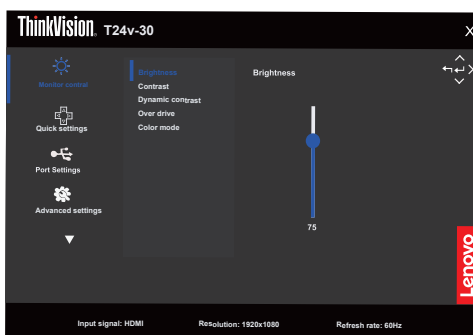 ThinkVision. T24v-30
X
Monitor control
Quick settings
Port Settings
Advanced settings
Brightness
Contrast
Dynamic contrast
Over drive
Color mode
Brightness
75
Lenovo
Input signal: HDMI Resolution: 1920x1080 Refresh rate: 60Hz